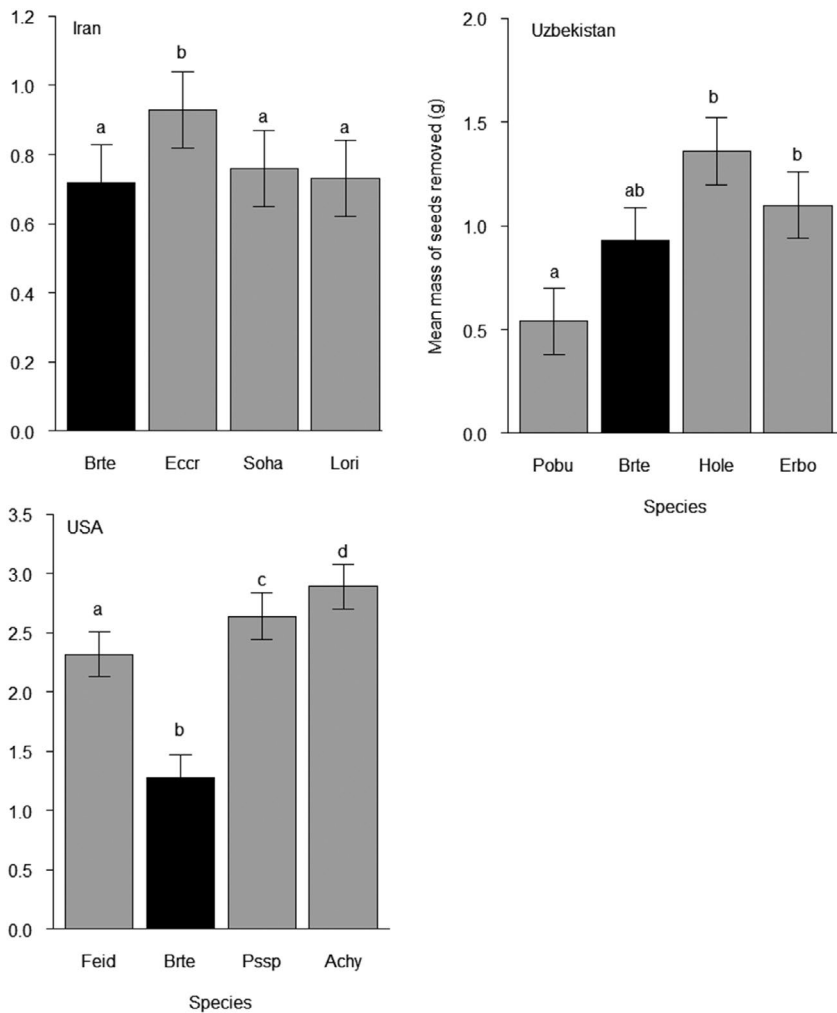 Iran
1.2
1.0
0.8
0.6
0.4
0.2
0.0
a
b
a
a
Brte Eccr Soha Lori
Uzbekistan
Mean mass of seeds removed (g)
2.0
1.5
1.0
0.5
0.0
a
ab
b
b
Pobu Brte Hole Erbo
Species
USA
3.5
3.0
2.5
2.0
1.5
1.0
0.5
0.0
a
b
c
d
Feid Brte Pssp Achy
Species